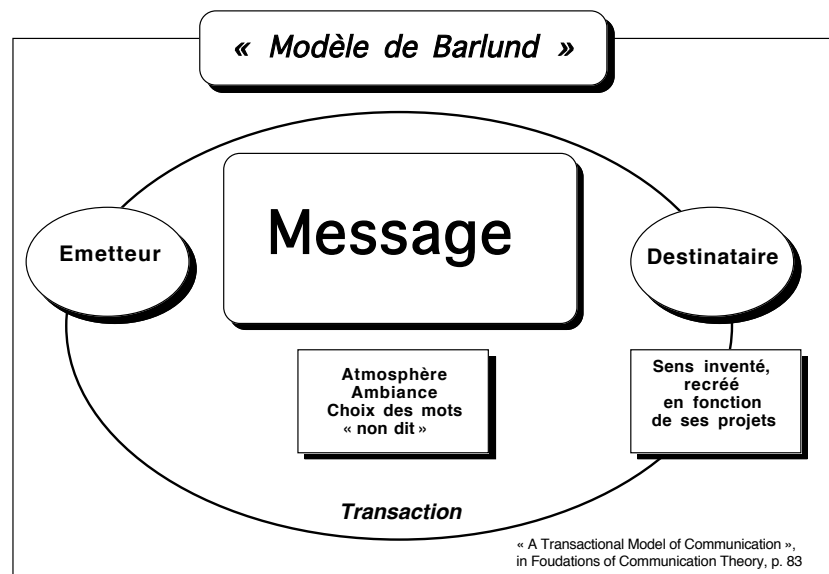 « Modèle de Barlund »
Message
Emetteur
Destinataire
Atmosphère
Ambiance
Choix des mots
« non dit »
Sens inventé,
recréé
en fonction
de ses projets
Transaction
« A Transactional Model of Communication »,
in Foudations of Communication Theory, p. 83